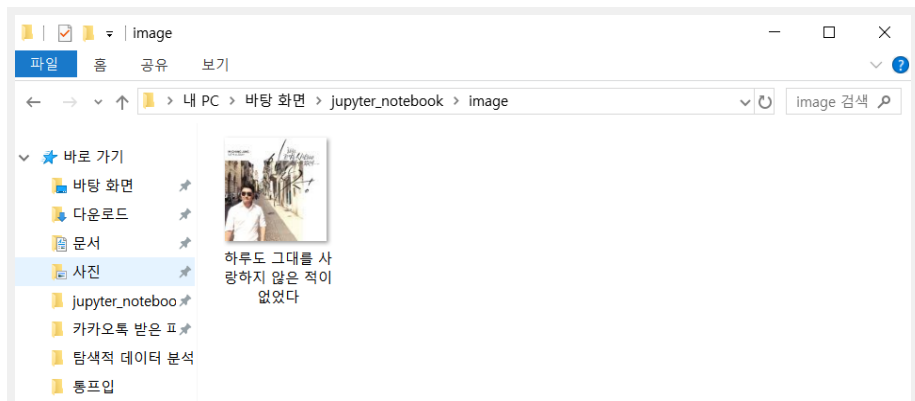 image
파일 홈 공유 보기
내 PC 바탕 화면 jupyter_notebook image
image 검색
바로 가기
바탕 화면
다운로드
문서
사진
jupyter_noteboo
카카오톡 받은 파
탐색적 데이터 분석
통프입
하루도 그대를 사
랑하지 않은 적이
없었다